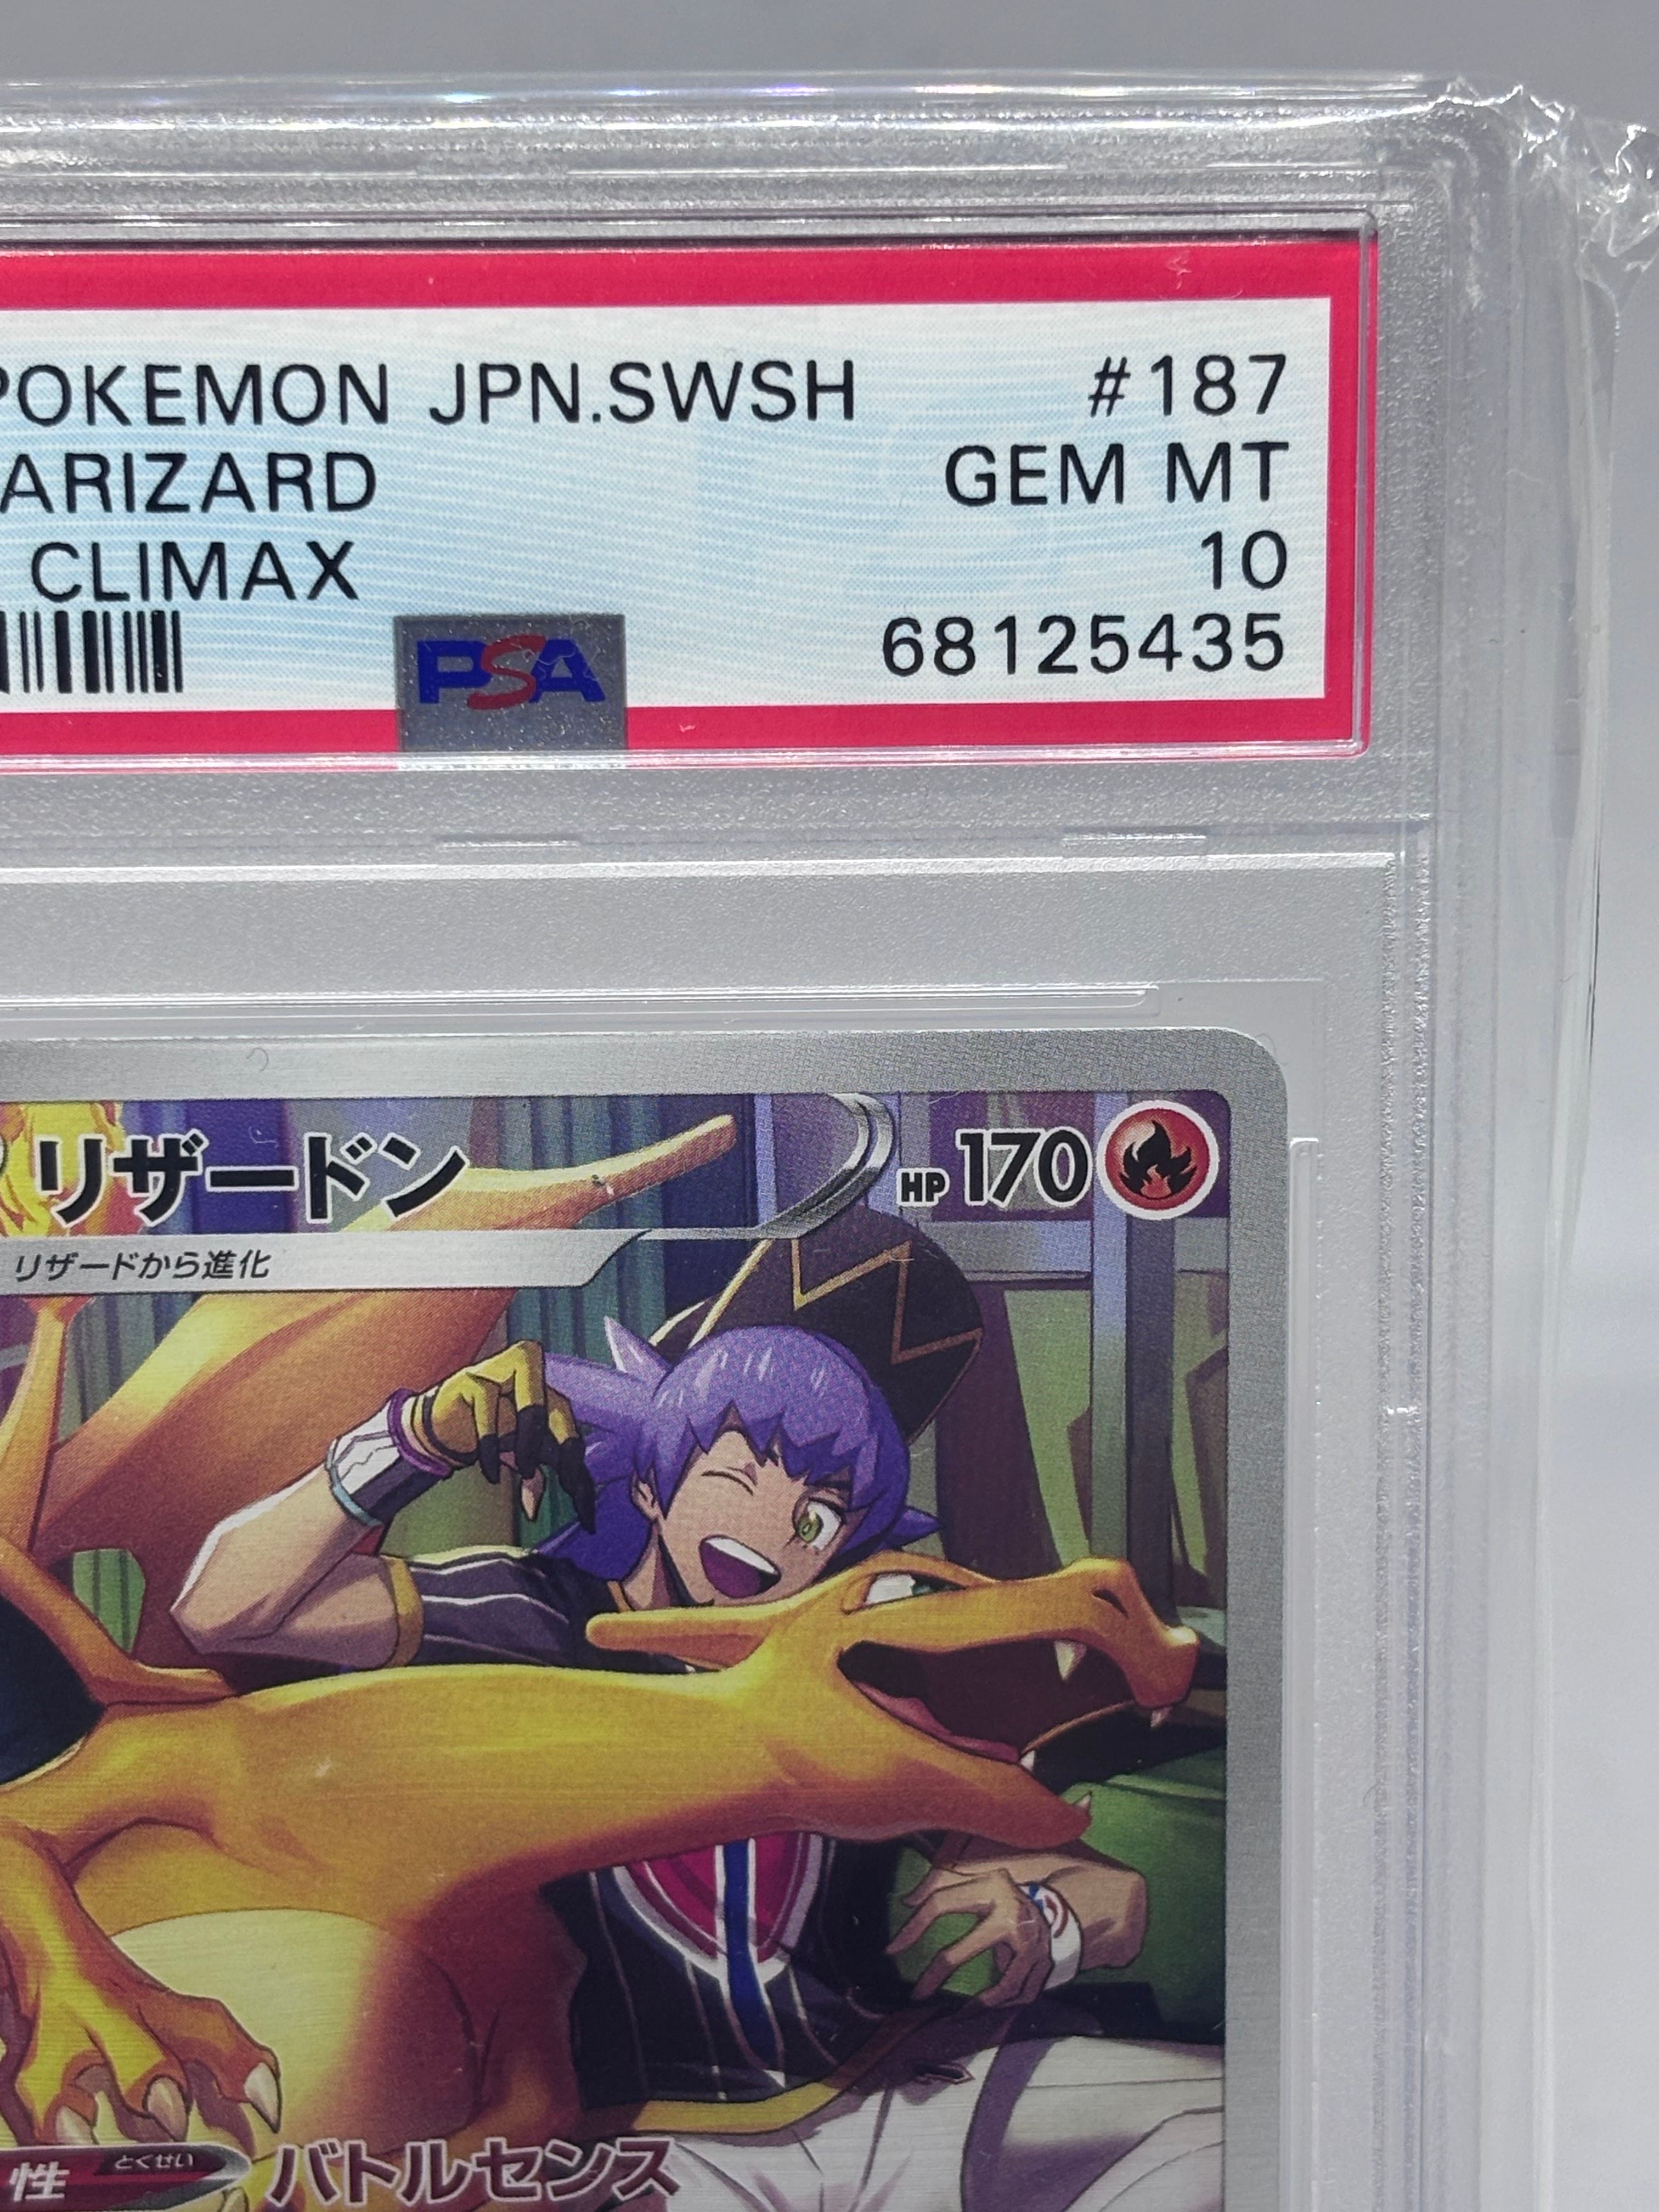 POKEMON JPN.SWSH #187
ARIZARD GEM MT
CLIMAX 10
PSA 68125435
リザードン HP 170
リザードから進化
性 とくせい バトルセンス